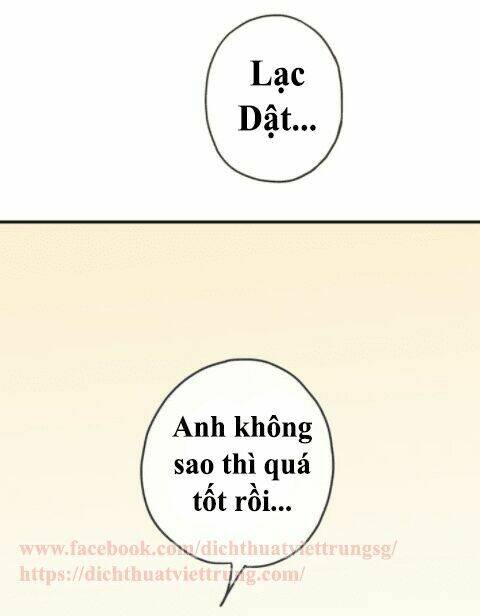 Lạc
Dật...
Anh không
sao thì quá
tốt rồi...
www.facebook.com/dichthuatviettrungsg/
https://dichthuatviettrung.com/